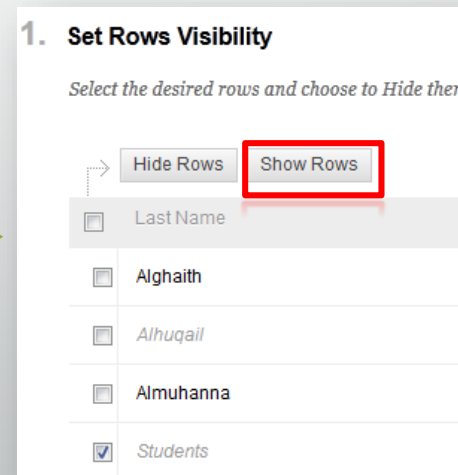 1. Set Rows Visibility
Select the desired rows and choose to Hide
Hide Rows Show Rows
Last Name
Alghaith
Alhuqail
Almuhanna
Students